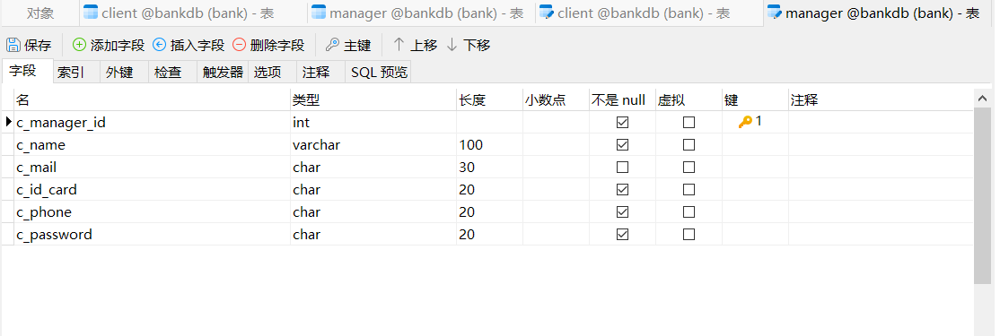 对象 client @bankdb (bank) - 表 manager @bankdb (bank) - 表 client @bankdb (bank) - 表 manager @bankdb (bank) - 表
保存 添加字段 插入字段 删除字段 主键 上移 下移
字段 索引 外键 检查 触发器 选项 注释 SQL 预览
名 类型 长度 小数点 不是 null 虚拟 键 注释
c_manager_id int 1
c_name varchar 100
c_mail char 30
c_id_card char 20
c_phone char 20
c_password char 20